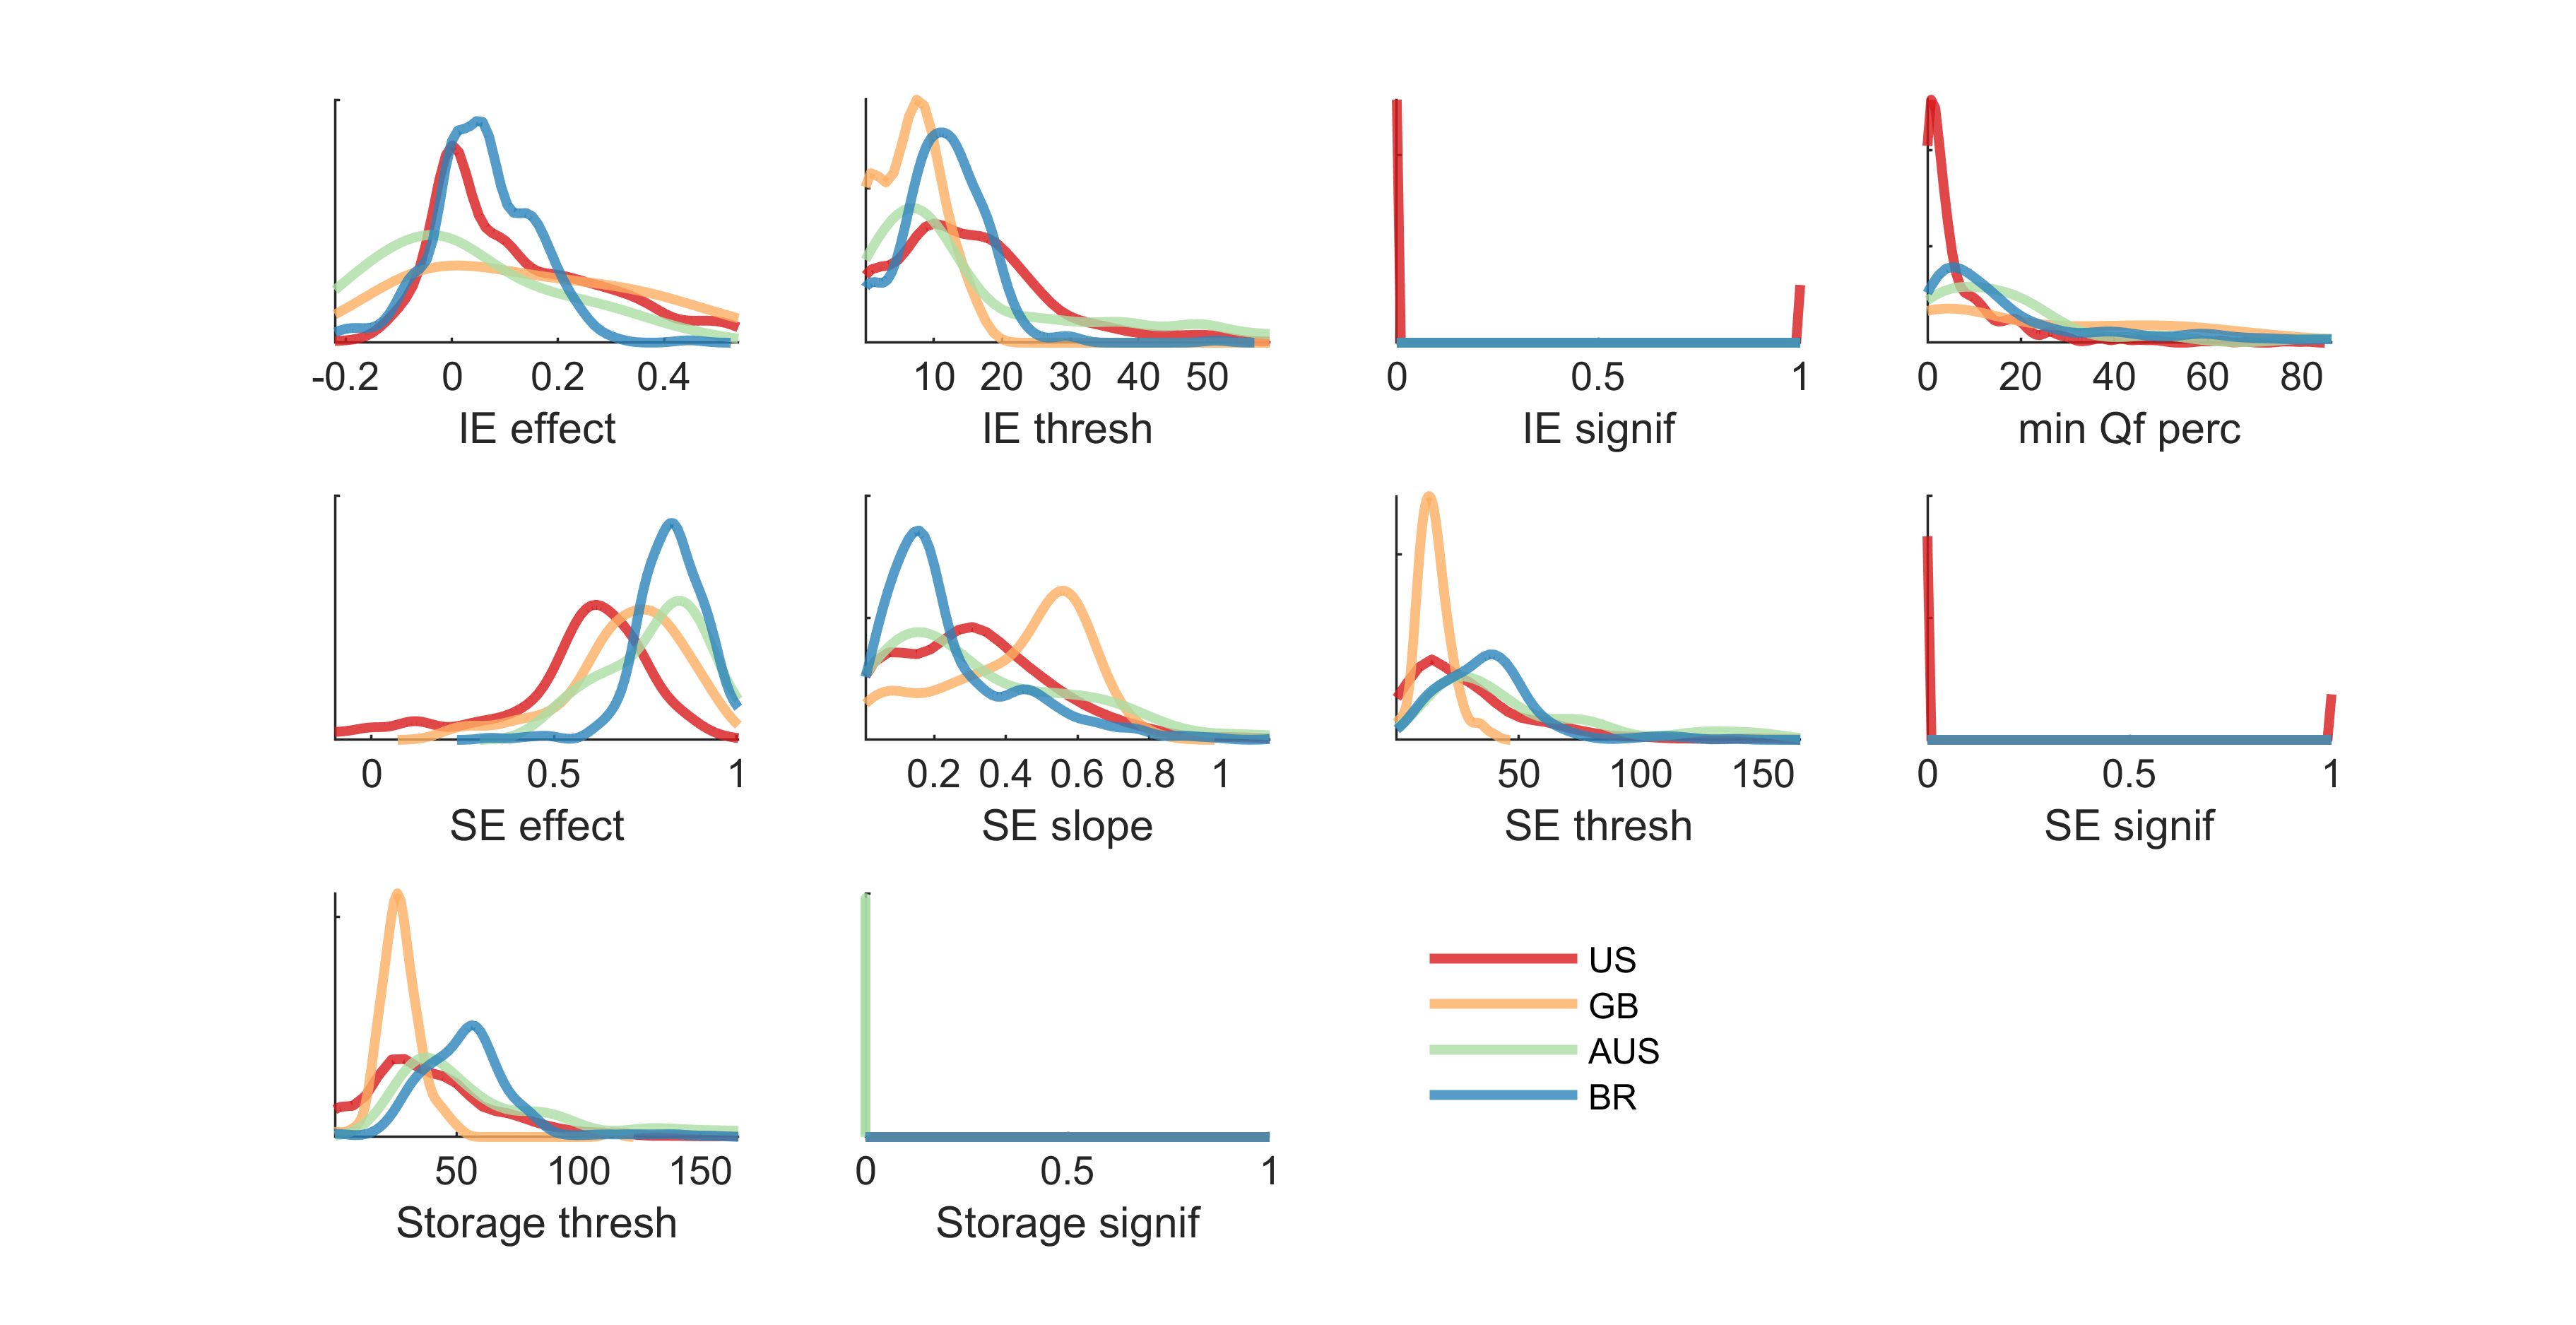 -0.2 0 0.2 0.4
IE effect
10 20 30 40 50
IE thresh
0 0.5 1
IE signif
0 20 40 60 80
min Qf perc
0 0.5 1
SE effect
0.2 0.4 0.6 0.8 1
SE slope
50 100 150
SE thresh
0 0.5 1
SE signif
50 100 150
Storage thresh
0 0.5 1
Storage signif
US
GB
AUS
BR